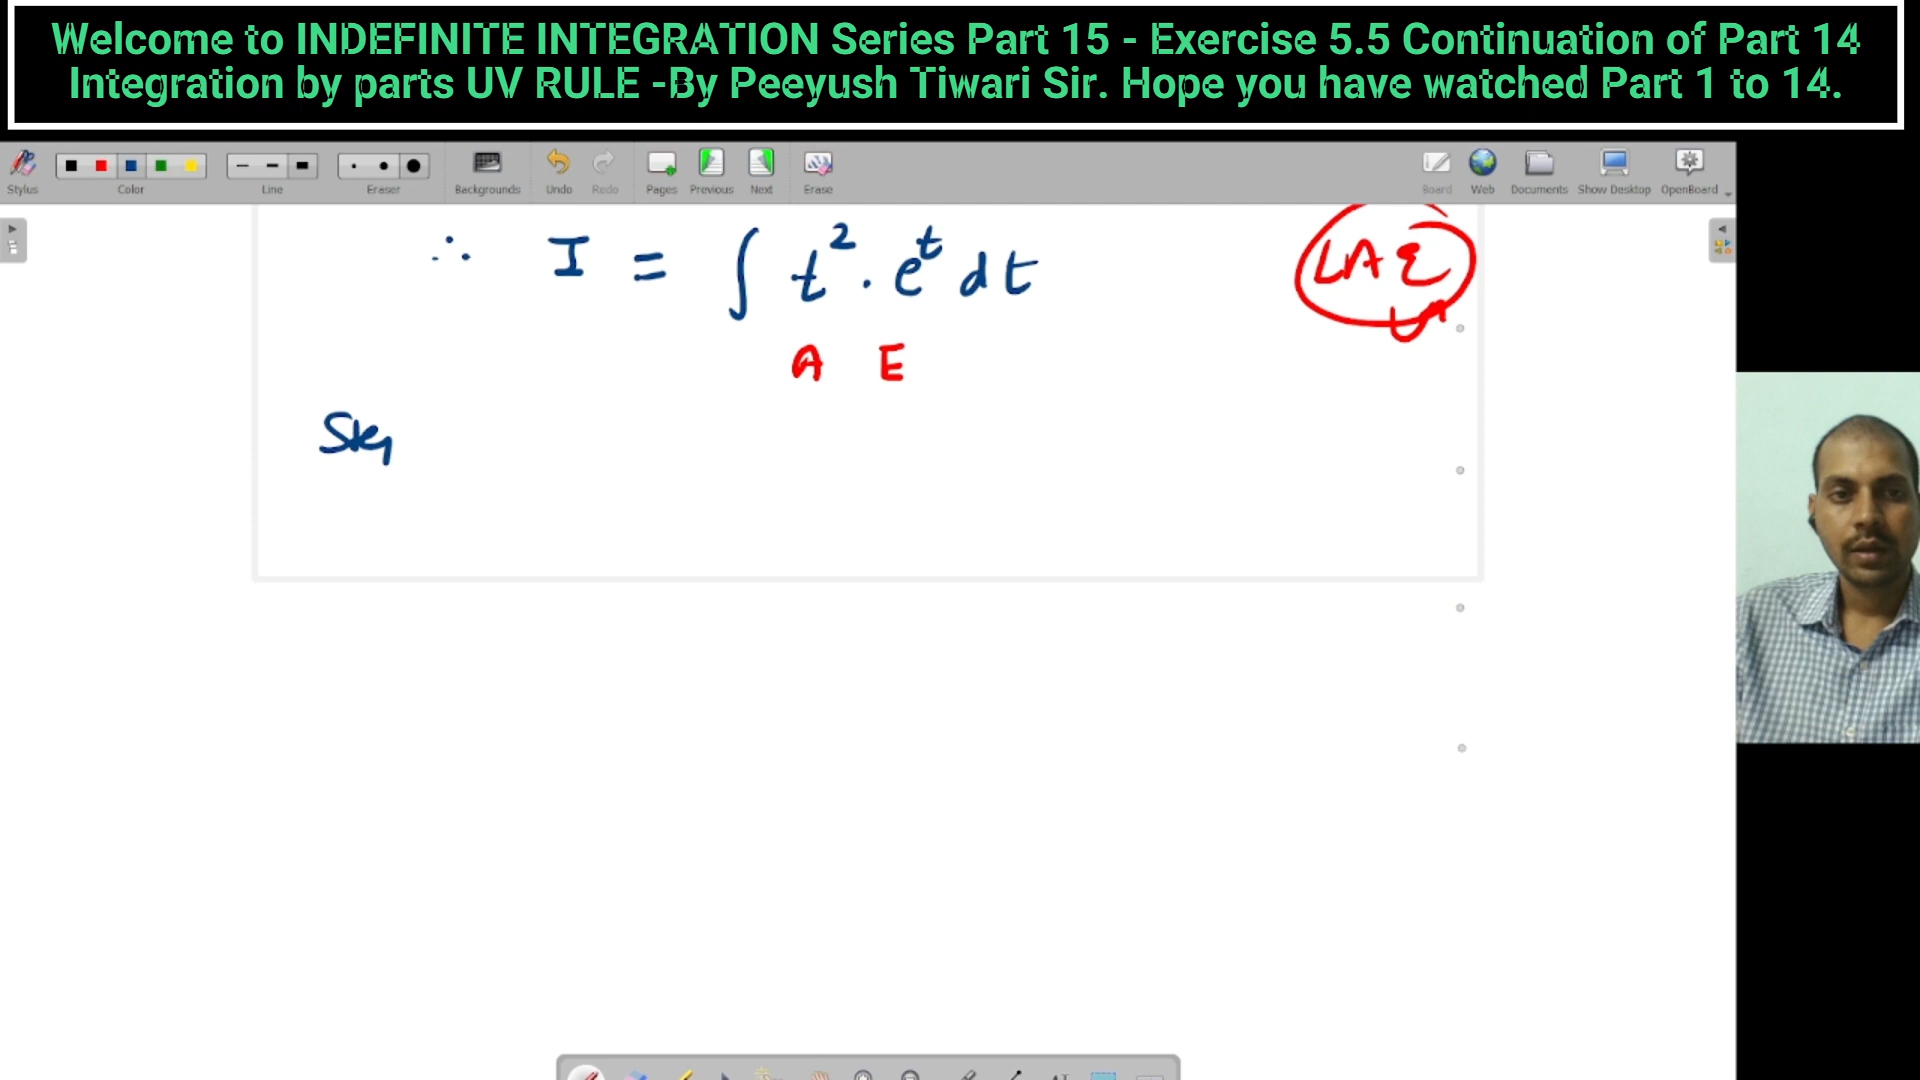 Welcome to INDEFINITE INTEGRATION Series Part 15 - Exercise 5.5 Continuation of Part 14
Integration by parts UV RULE -By Peeyush Tiwari Sir. Hope you have watched Part 1 to 14.
Stylus Color Line Eraser Backgrounds Undo Redo Pages Previous Next Erase Board Web Documents Show Desktop OpenBoard
∴ I = ∫ t² . eᵗ dt
LAE
A E